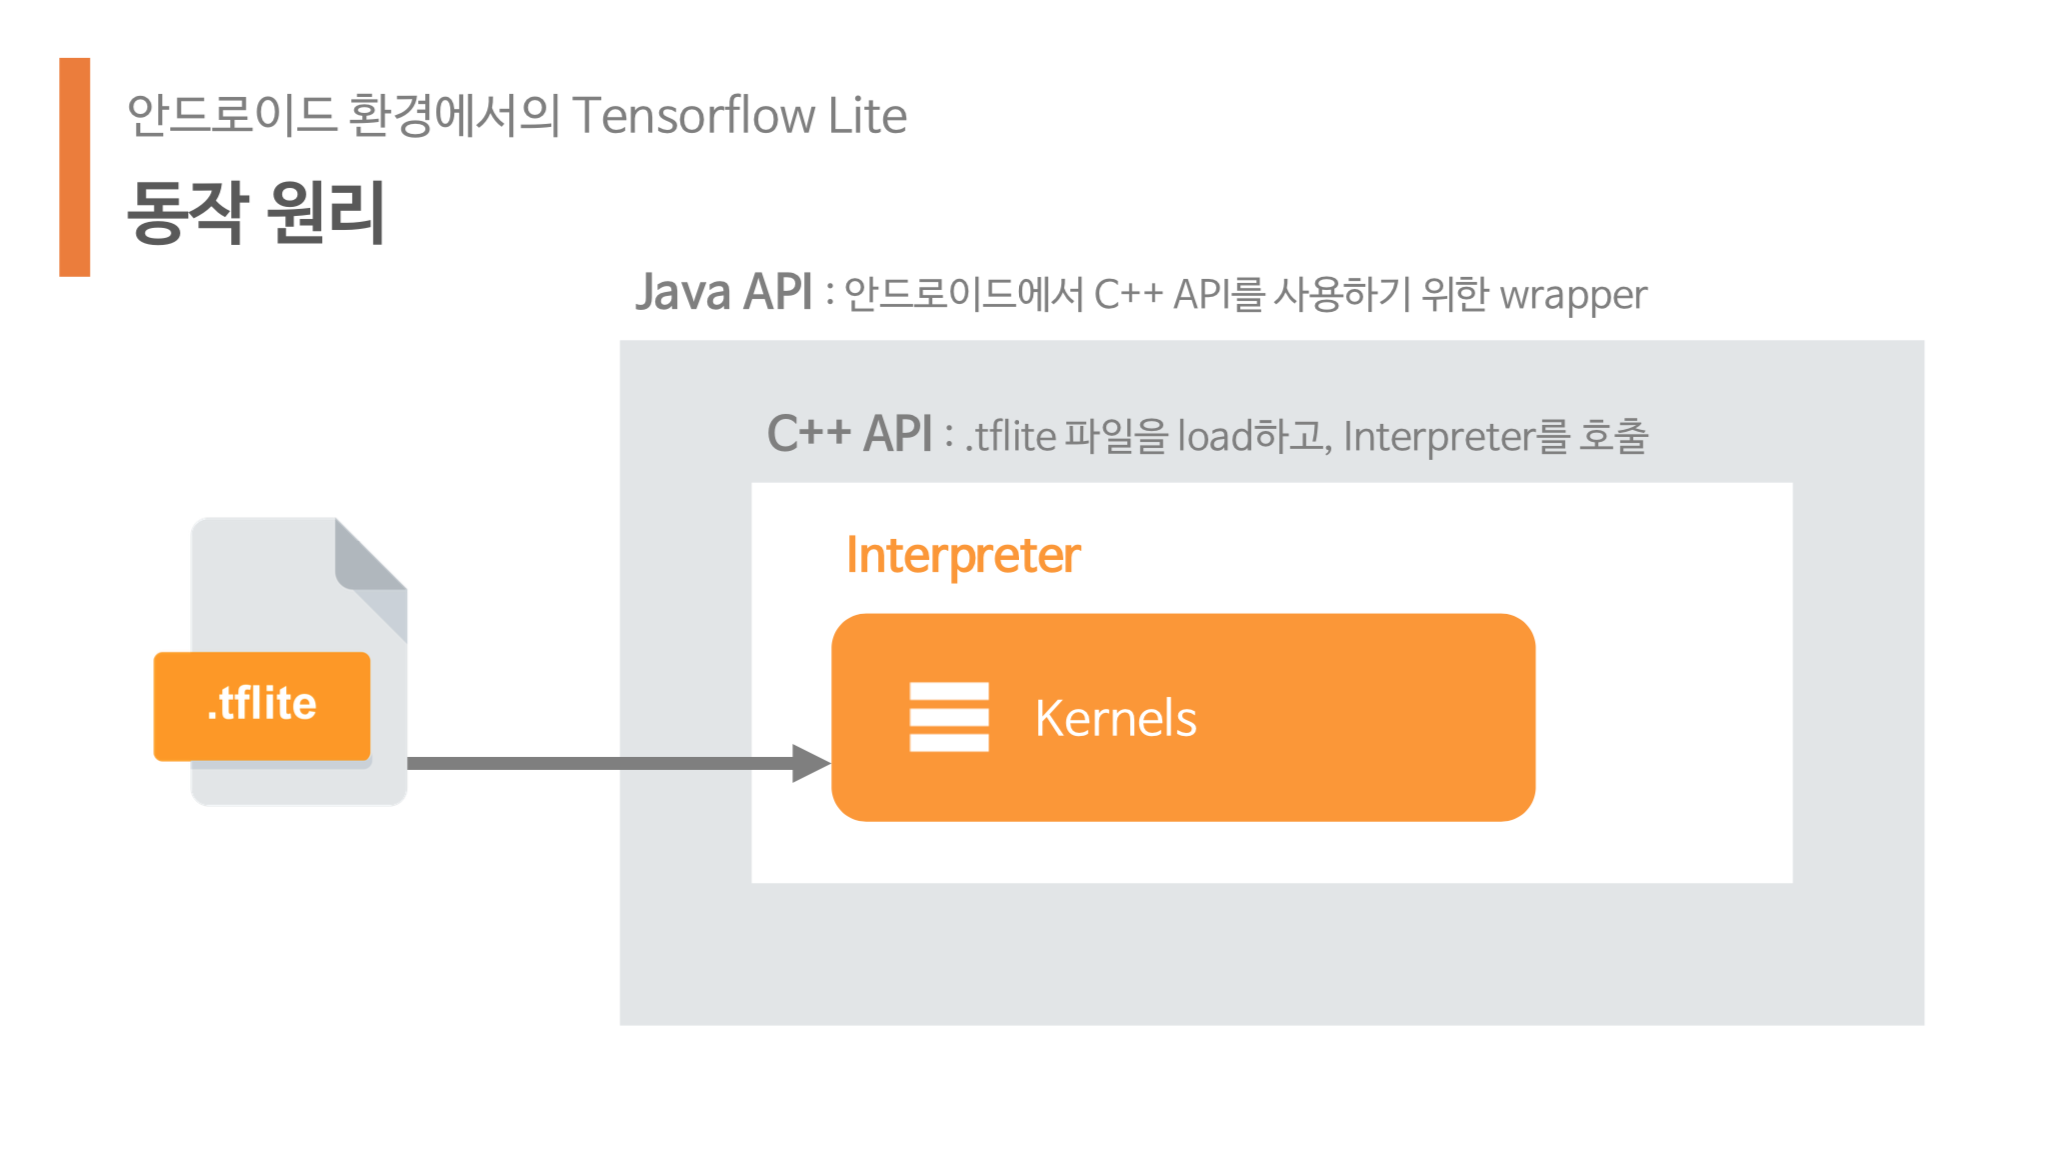 안드로이드 환경에서의 Tensorflow Lite
동작 원리
Java API : 안드로이드에서 C++ API를 사용하기 위한 wrapper
C++ API : .tflite 파일을 load하고, Interpreter를 호출
Interpreter
.tflite
Kernels